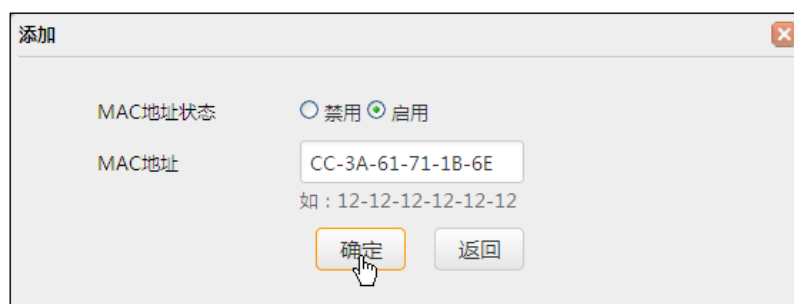 添加
MAC地址状态 禁用 启用
MAC地址 CC-3A-61-71-1B-6E
如：12-12-12-12-12-12
确定 返回